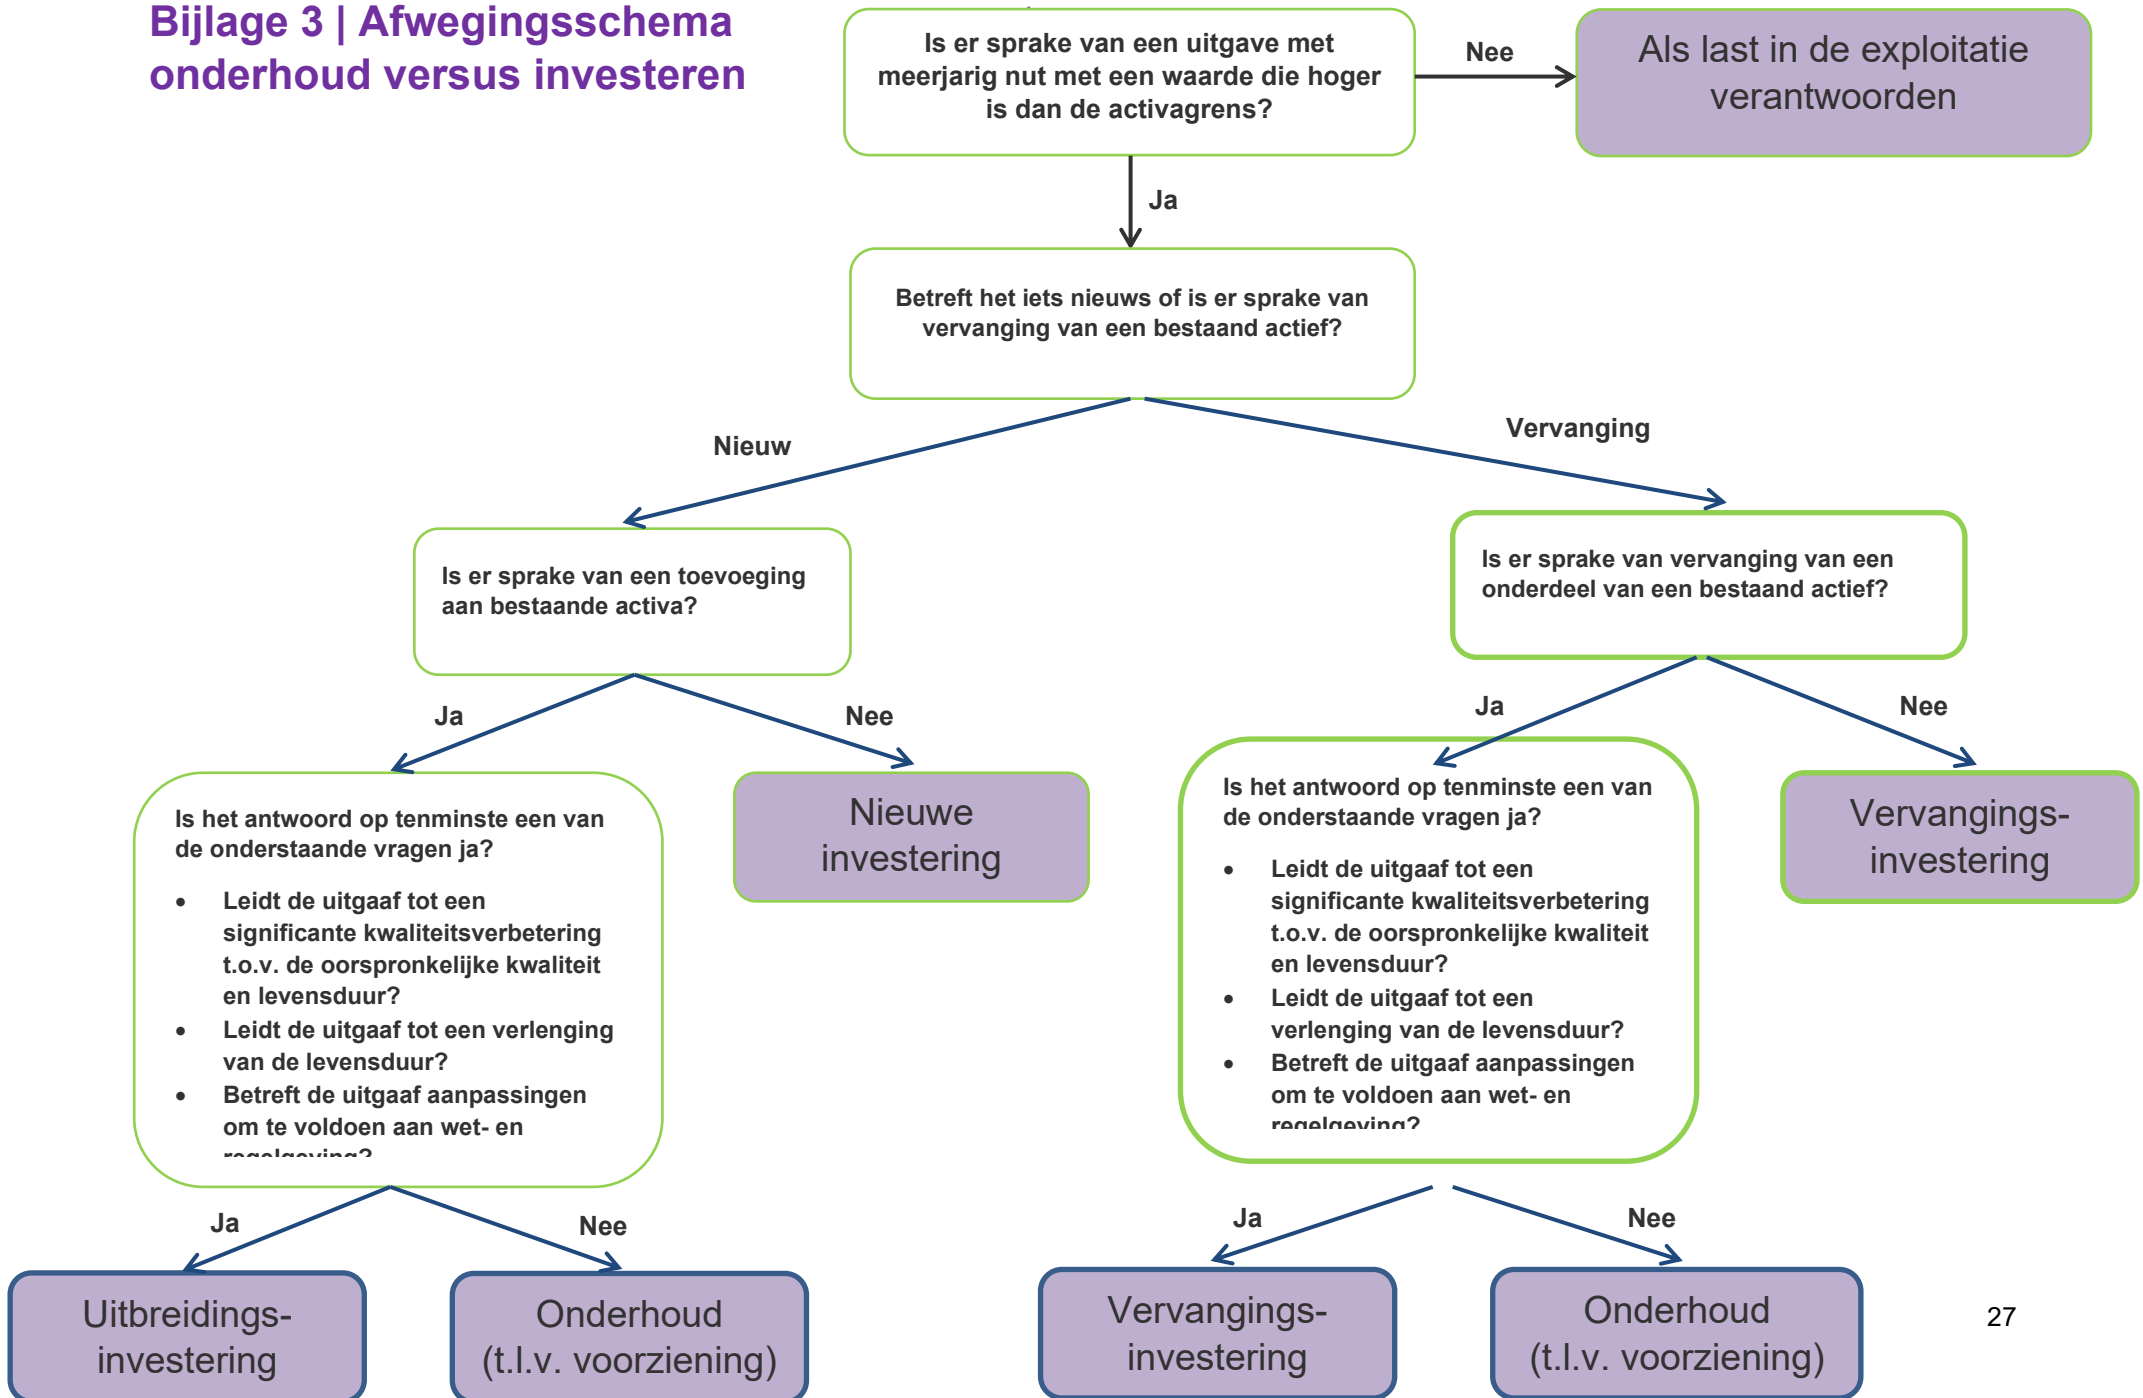 Bijlage 3 | Afwegingsschema
onderhoud versus investeren
Is er sprake van een uitgave met
meerjarig nut met een waarde die hoger
is dan de activagrens?
Nee
Als last in de exploitatie
verantwoorden
Ja
Betreft het iets nieuws of is er sprake van
vervanging van een bestaand actief?
Nieuw
Vervanging
Is er sprake van een toevoeging
aan bestaande activa?
Is er sprake van vervanging van een
onderdeel van een bestaand actief?
Ja
Nee
Ja
Nee
Is het antwoord op tenminste een van
de onderstaande vragen ja?
• Leidt de uitgaaf tot een
significante kwaliteitsverbetering
t.o.v. de oorspronkelijke kwaliteit
en levensduur?
• Leidt de uitgaaf tot een verlenging
van de levensduur?
• Betreft de uitgaaf aanpassingen
om te voldoen aan wet- en
regelgeving?
Nieuwe
investering
Is het antwoord op tenminste een van
de onderstaande vragen ja?
• Leidt de uitgaaf tot een
significante kwaliteitsverbetering
t.o.v. de oorspronkelijke kwaliteit
en levensduur?
• Leidt de uitgaaf tot een
verlenging van de levensduur?
• Betreft de uitgaaf aanpassingen
om te voldoen aan wet- en
regelgeving?
Vervangings-
investering
Ja
Nee
Ja
Nee
Uitbreidings-
investering
Onderhoud
(t.l.v. voorziening)
Vervangings-
investering
Onderhoud
(t.l.v. voorziening)
27